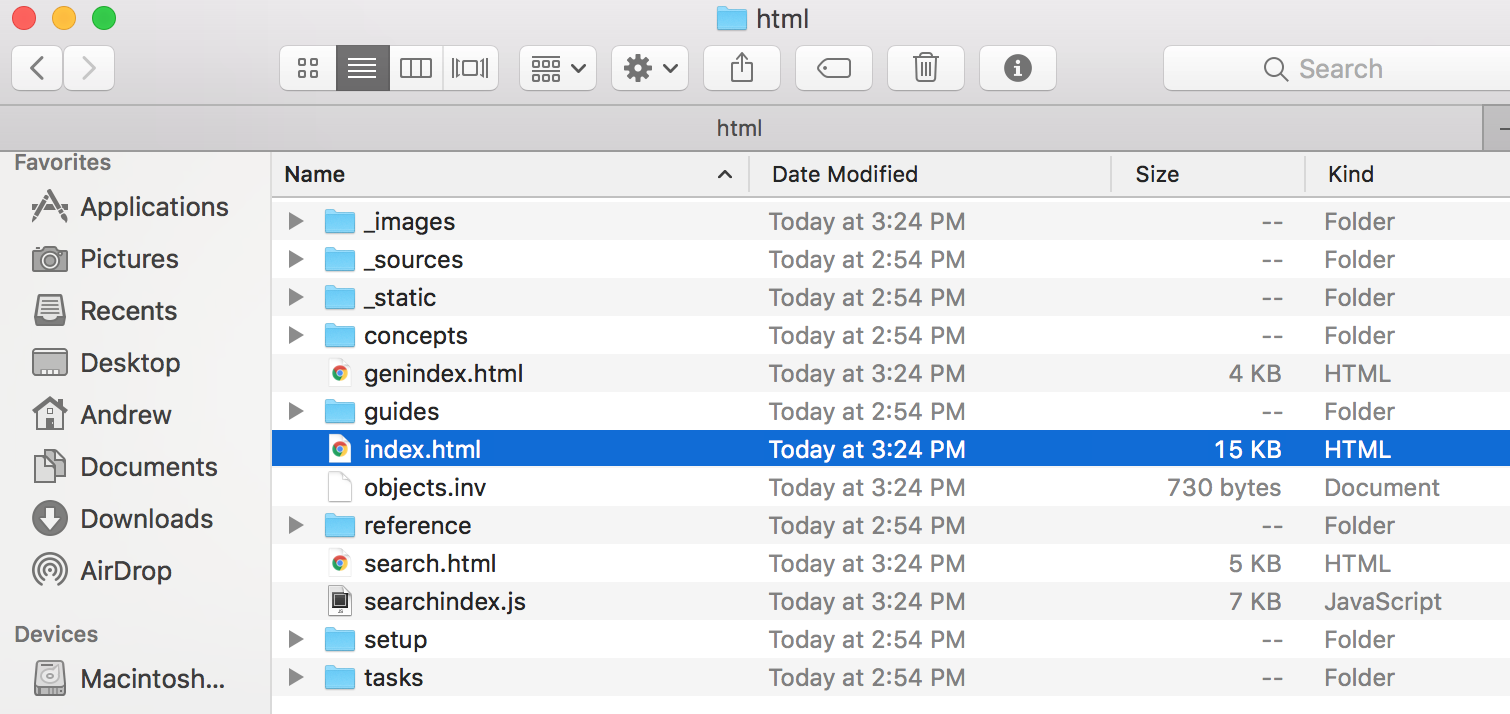 html
Search
html
Favorites
Applications
Pictures
Recents
Desktop
Andrew
Documents
Downloads
AirDrop
Devices
Macintosh...
Name Date Modified Size Kind
_images Today at 3:24 PM -- Folder
_sources Today at 2:54 PM -- Folder
_static Today at 2:54 PM -- Folder
concepts Today at 2:54 PM -- Folder
genindex.html Today at 3:24 PM 4 KB HTML
guides Today at 2:54 PM -- Folder
index.html Today at 3:24 PM 15 KB HTML
objects.inv Today at 3:24 PM 730 bytes Document
reference Today at 3:24 PM -- Folder
search.html Today at 3:24 PM 5 KB HTML
searchindex.js Today at 3:24 PM 7 KB JavaScript
setup Today at 2:54 PM -- Folder
tasks Today at 2:54 PM -- Folder